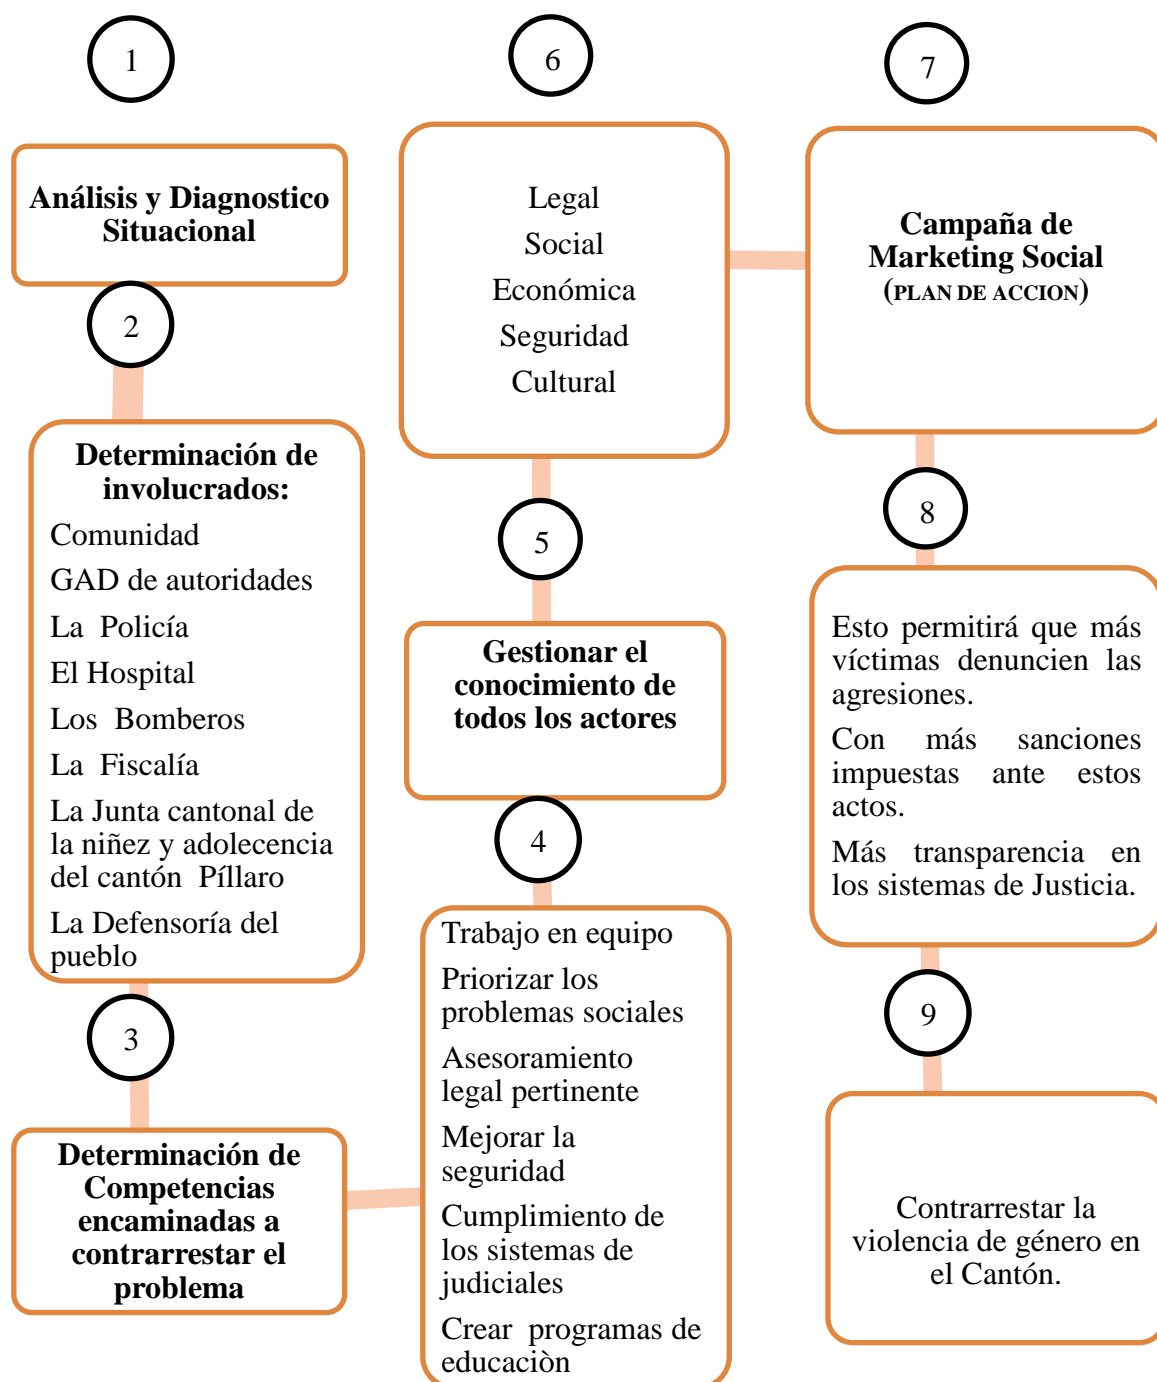 1
Análisis y Diagnostico
Situacional
2
Determinación de
involucrados:
Comunidad
GAD de autoridades
La Policía
El Hospital
Los Bomberos
La Fiscalía
La Junta cantonal de
la niñez y adolecencia
del cantón Píllaro
La Defensoría del
pueblo
3
Determinación de
Competencias
encaminadas a
contrarrestar el
problema
4
Trabajo en equipo
Priorizar los
problemas sociales
Asesoramiento
legal pertinente
Mejorar la
seguridad
Cumplimiento de
los sistemas de
judiciales
Crear programas de
educaciòn
5
Gestionar el
conocimiento de
todos los actores
6
Legal
Social
Económica
Seguridad
Cultural
7
Campaña de
Marketing Social
(PLAN DE ACCION)
8
Esto permitirá que más
víctimas denuncien las
agresiones.
Con más sanciones
impuestas ante estos
actos.
Más transparencia en
los sistemas de Justicia.
9
Contrarrestar la
violencia de género en
el Cantón.